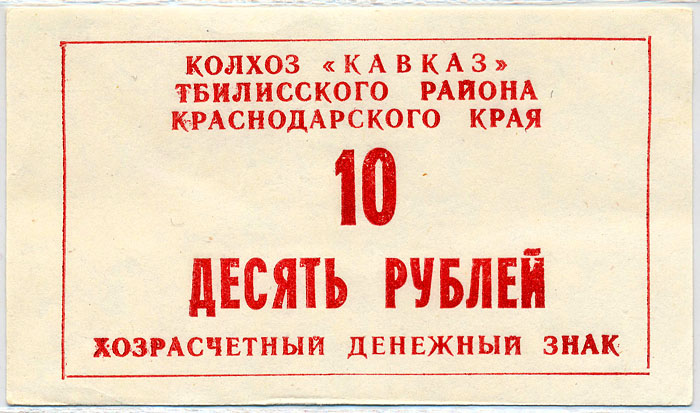 КОЛХОЗ «КАВКАЗ»
ТБИЛИССКОГО РАЙОНА
КРАСНОДАРСКОГО КРАЯ
10
ДЕСЯТЬ РУБЛЕЙ
ХОЗРАСЧЕТНЫЙ ДЕНЕЖНЫЙ ЗНАК